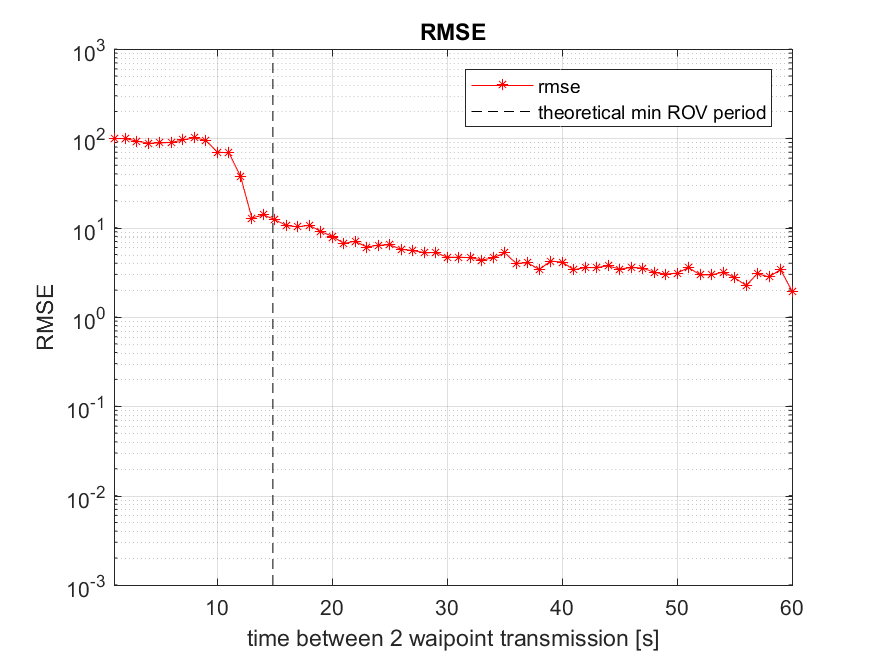 RMSE
rmse
theoretical min ROV period
10^3
10^2
10^1
10^0
10^-1
10^-2
10^-3
RMSE
10 20 30 40 50 60
time between 2 waipoint transmission [s]